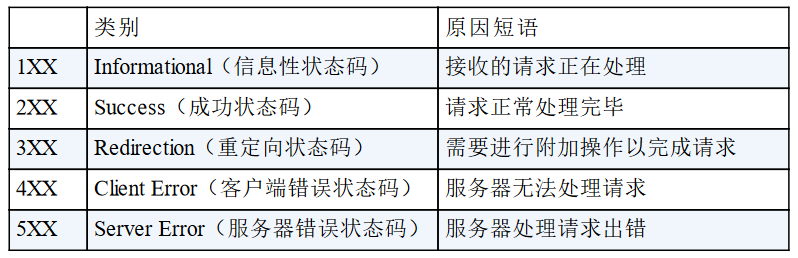 类别 原因短语
1XX Informational（信息性状态码） 接收的请求正在处理
2XX Success（成功状态码） 请求正常处理完毕
3XX Redirection（重定向状态码） 需要进行附加操作以完成请求
4XX Client Error（客户端错误状态码） 服务器无法处理请求
5XX Server Error（服务器错误状态码） 服务器处理请求出错